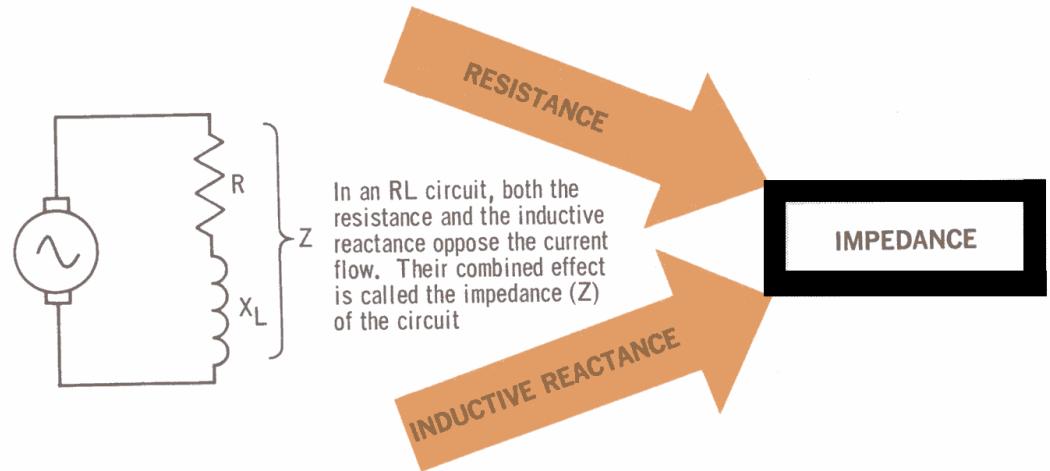 RESISTANCE
R
Z
X_L
In an RL circuit, both the
resistance and the inductive
reactance oppose the current
flow. Their combined effect
is called the impedance (Z)
of the circuit
IMPEDANCE
INDUCTIVE REACTANCE